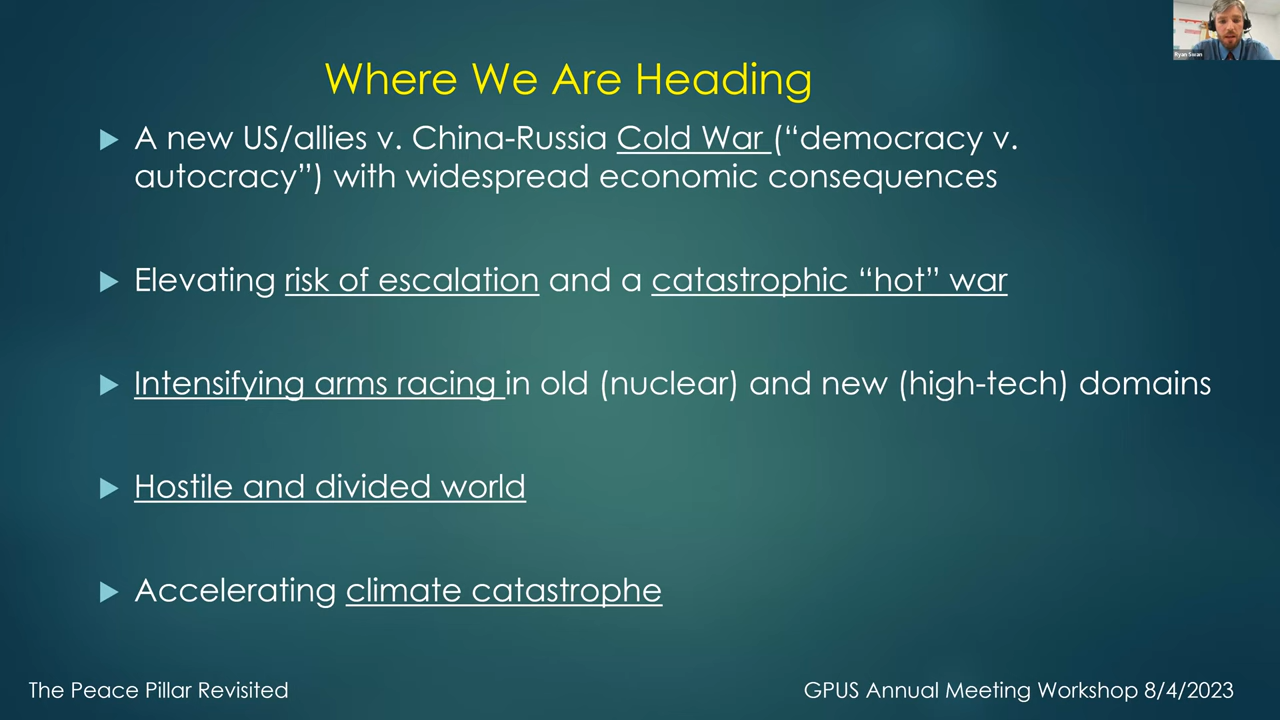 Ryan Swan
Where We Are Heading
A new US/allies v. China-Russia Cold War (“democracy v.
autocracy”) with widespread economic consequences
Elevating risk of escalation and a catastrophic “hot” war
Intensifying arms racing in old (nuclear) and new (high-tech) domains
Hostile and divided world
Accelerating climate catastrophe
The Peace Pillar Revisited
GPUS Annual Meeting Workshop 8/4/2023